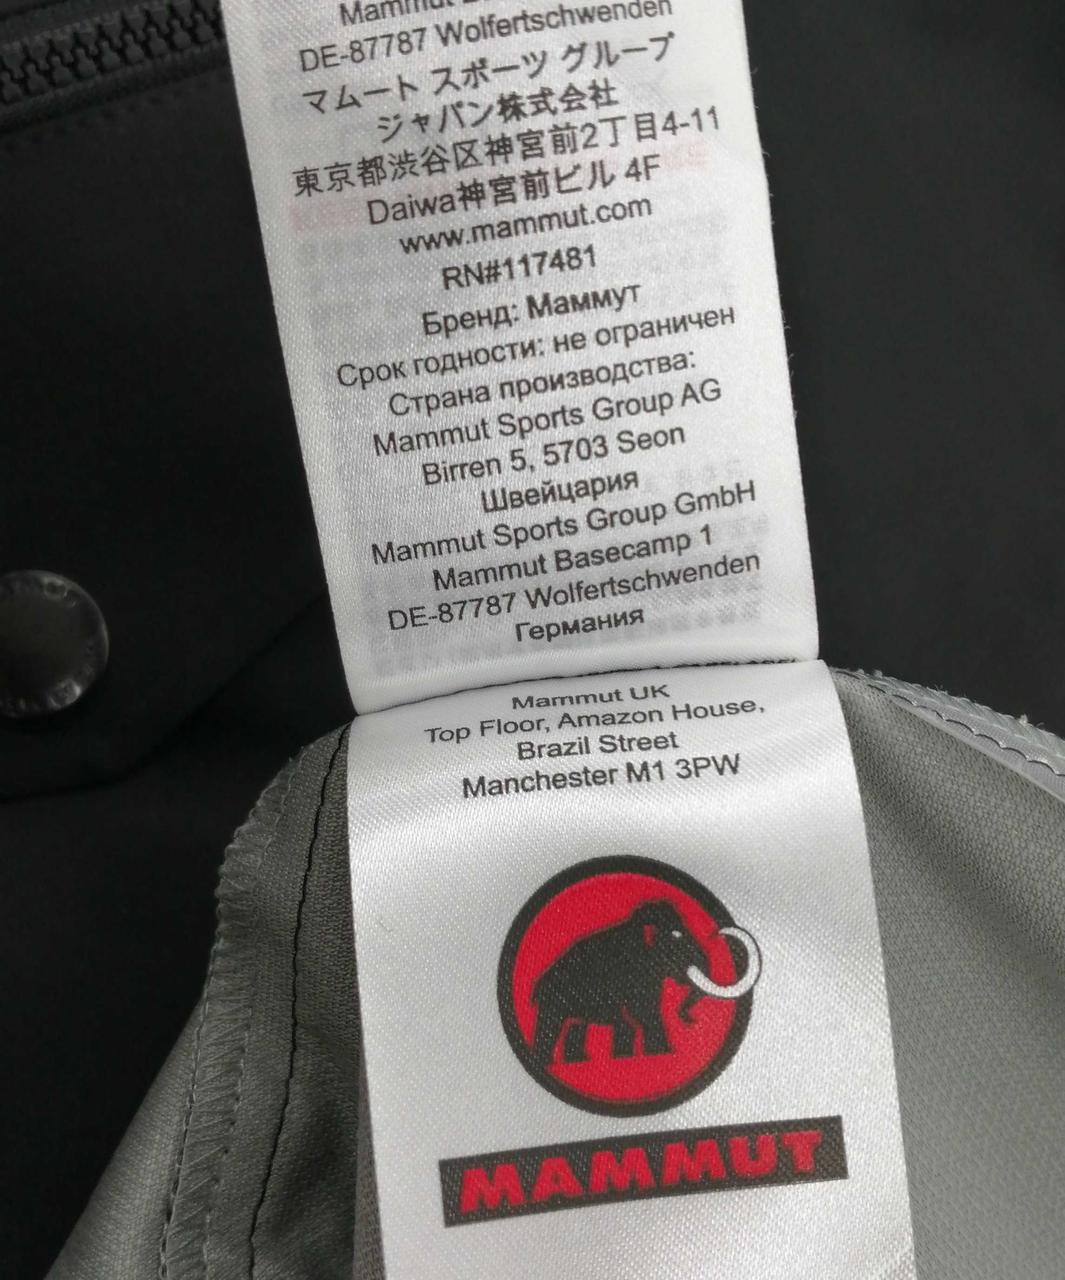 Mammut
DE-87787 Wolfertschwenden
マムート スポーツ グループ
ジャパン株式会社
東京都渋谷区神宮前2丁目4-11
Daiwa神宮前ビル 4F
www.mammut.com
RN#117481
Бренд: Маммут
Срок годности: не ограничен
Страна производства:
Mammut Sports Group AG
Birren 5, 5703 Seon
Швейцария
Mammut Sports Group GmbH
Mammut Basecamp 1
DE-87787 Wolfertschwenden
Германия
Mammut UK
Top Floor, Amazon House,
Brazil Street
Manchester M1 3PW
MAMMUT